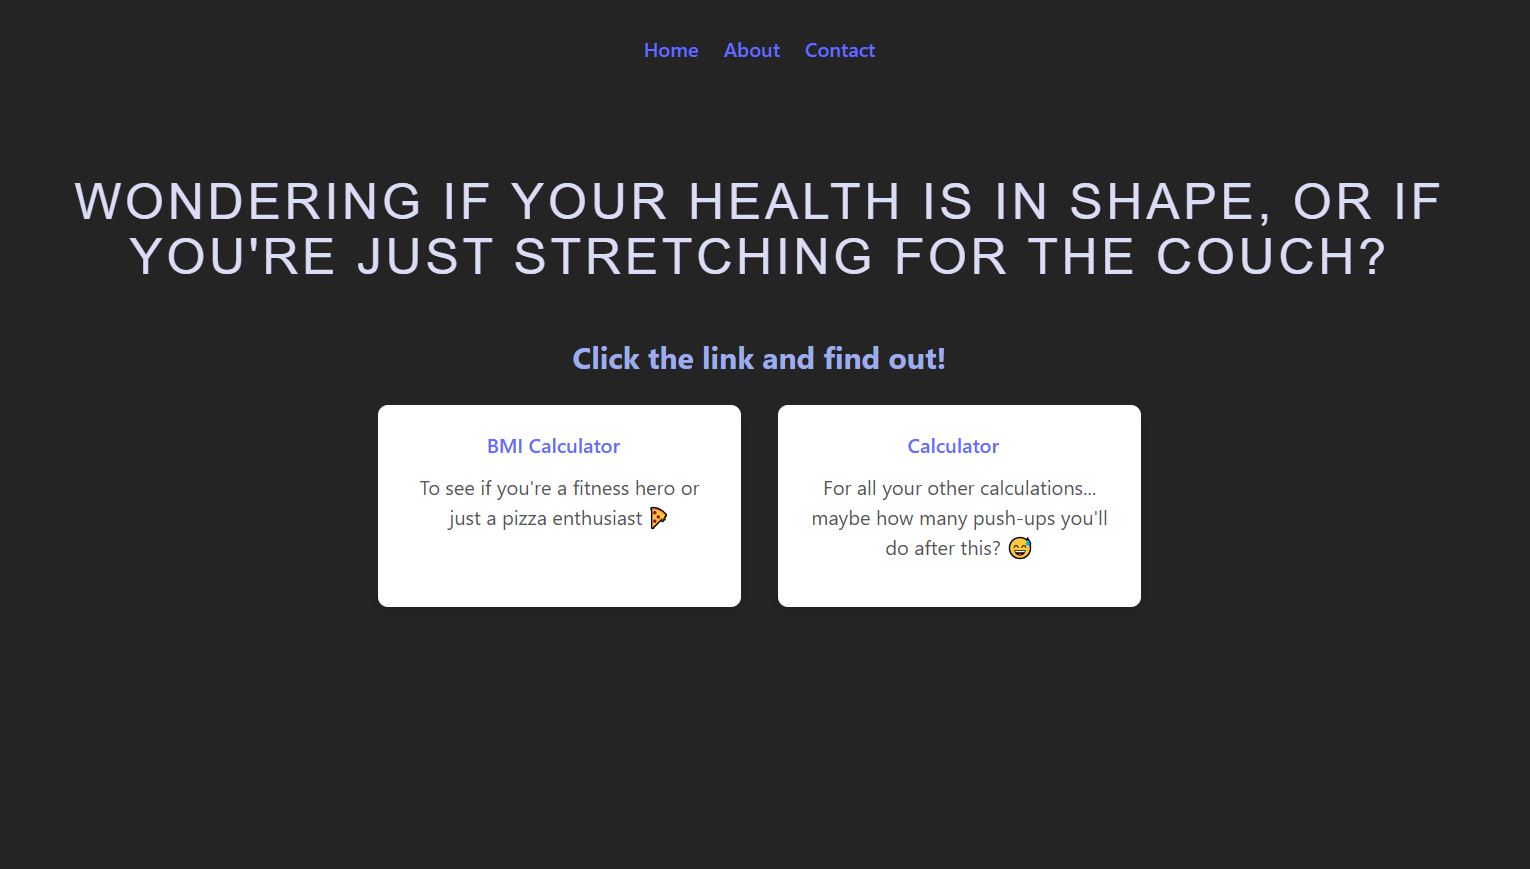 Home About Contact
WONDERING IF YOUR HEALTH IS IN SHAPE, OR IF
YOU'RE JUST STRETCHING FOR THE COUCH?
Click the link and find out!
BMI Calculator
To see if you're a fitness hero or
just a pizza enthusiast 🍕
Calculator
For all your other calculations...
maybe how many push-ups you'll
do after this? 😅